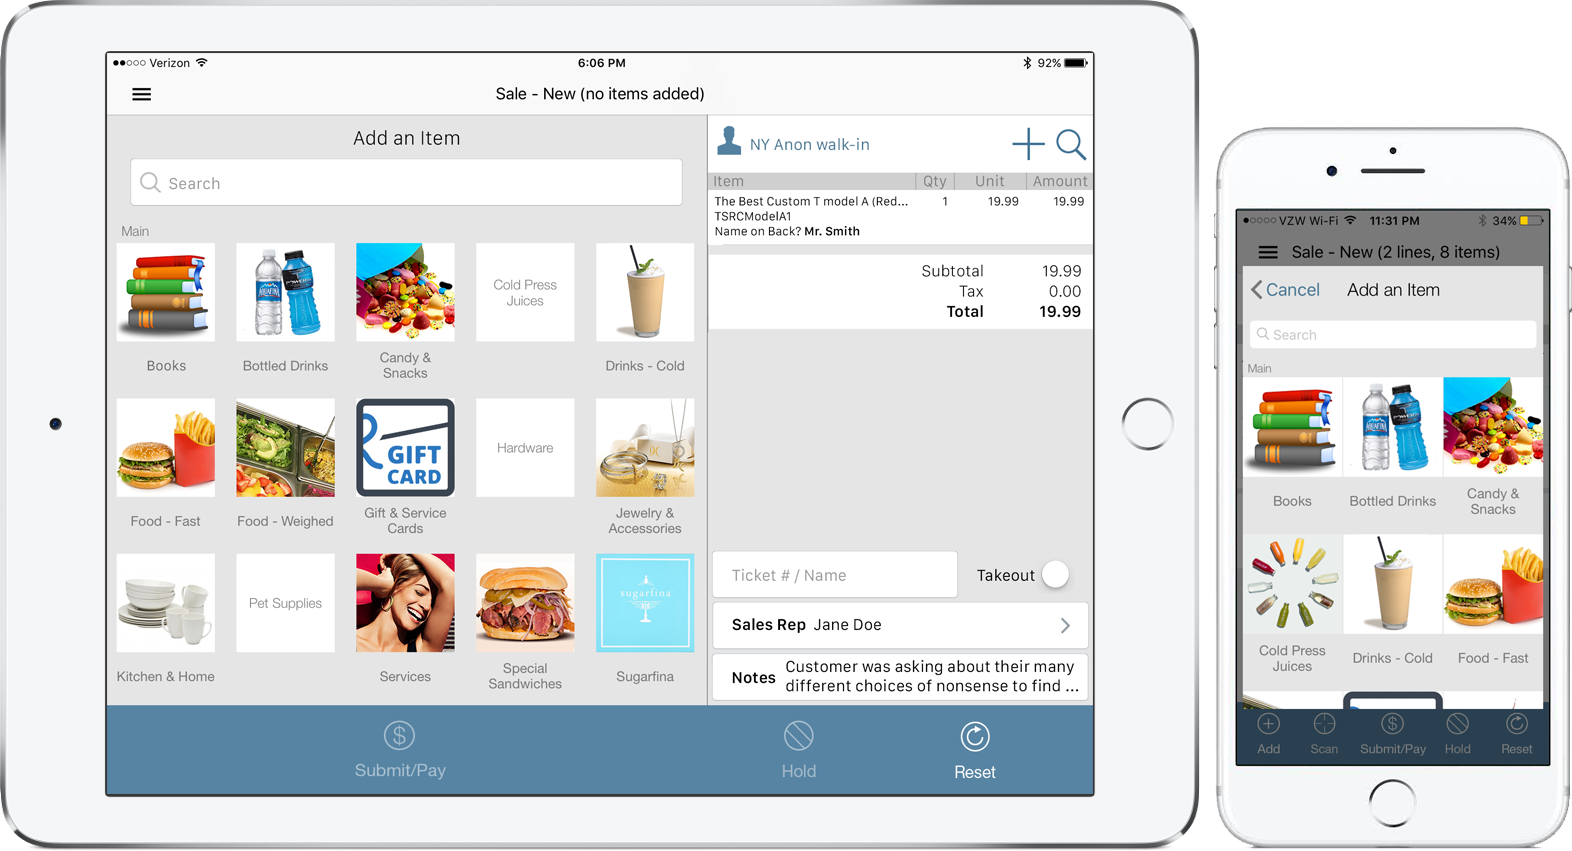 Verizon
6:06 PM
92%
Sale - New (no items added)
Add an Item
Search
Main
Books
Bottled Drinks
Candy &
Snacks
Cold Press
Juices
Drinks - Cold
Food - Fast
Food - Weighed
GIFT
CARD
Gift & Service
Cards
Hardware
Jewelry &
Accessories
Kitchen & Home
Pet Supplies
Services
Special
Sandwiches
sugarfina
Sugarfina
NY Anon walk-in
Item Qty Unit Amount
The Best Custom T model A (Red... 1 19.99 19.99
TSRCModelA1
Name on Back? Mr. Smith
Subtotal 19.99
Tax 0.00
Total 19.99
Ticket # / Name
Takeout
Sales Rep Jane Doe
Notes Customer was asking about their many
different choices of nonsense to find ...
Submit/Pay
Hold
Reset
VZW Wi-Fi
11:31 PM
34%
Sale - New (2 lines, 8 items)
Cancel
Add an Item
Search
Main
Books
Bottled Drinks
Candy &
Snacks
Cold Press
Juices
Drinks - Cold
Food - Fast
Add
Scan
Submit/Pay
Hold
Reset